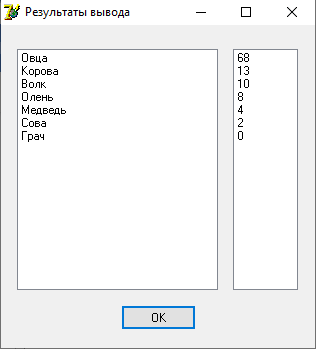 Результаты вывода
Овца 68
Корова 13
Волк 10
Олень 8
Медведь 4
Сова 2
Грач 0
OK